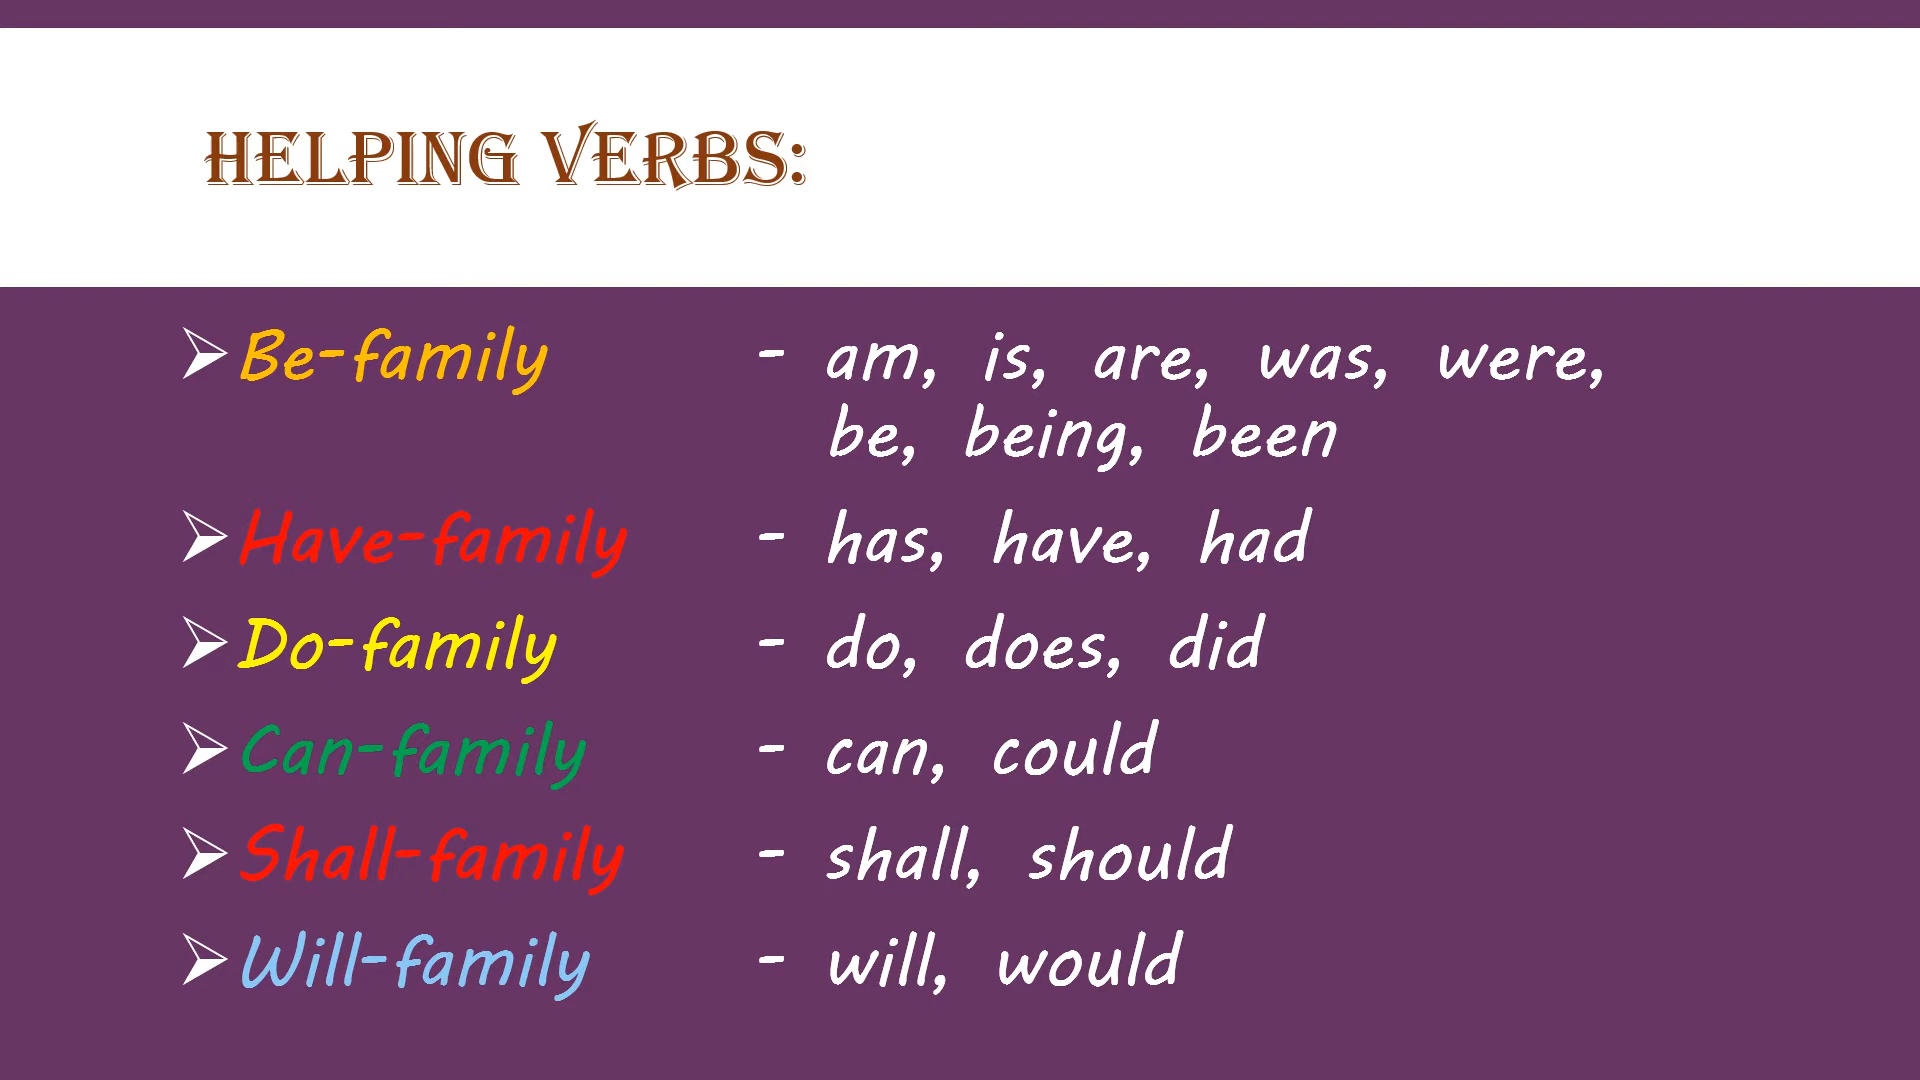 HELPING VERBS:
➢Be-family - am, is, are, was, were,
be, being, been
➢Have-family - has, have, had
➢Do-family - do, does, did
➢Can-family - can, could
➢Shall-family - shall, should
➢Will-family - will, would